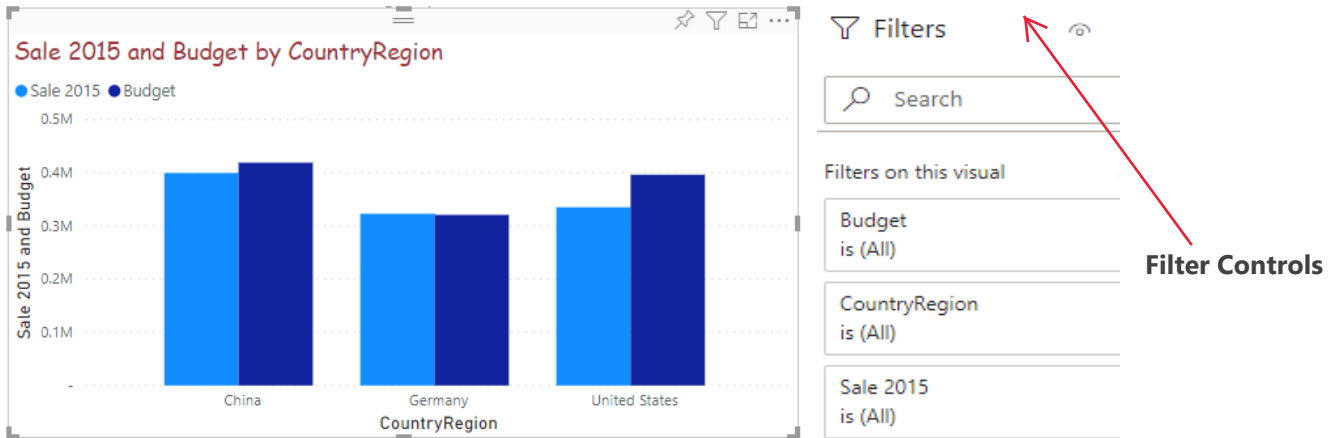 Sale 2015 and Budget by CountryRegion
Sale 2015 Budget
0.5M
0.4M
0.3M
0.2M
0.1M
-
Sale 2015 and Budget
China Germany United States
CountryRegion
Filters
Search
Filters on this visual
Budget
is (All)
CountryRegion
is (All)
Sale 2015
is (All)
Filter Controls